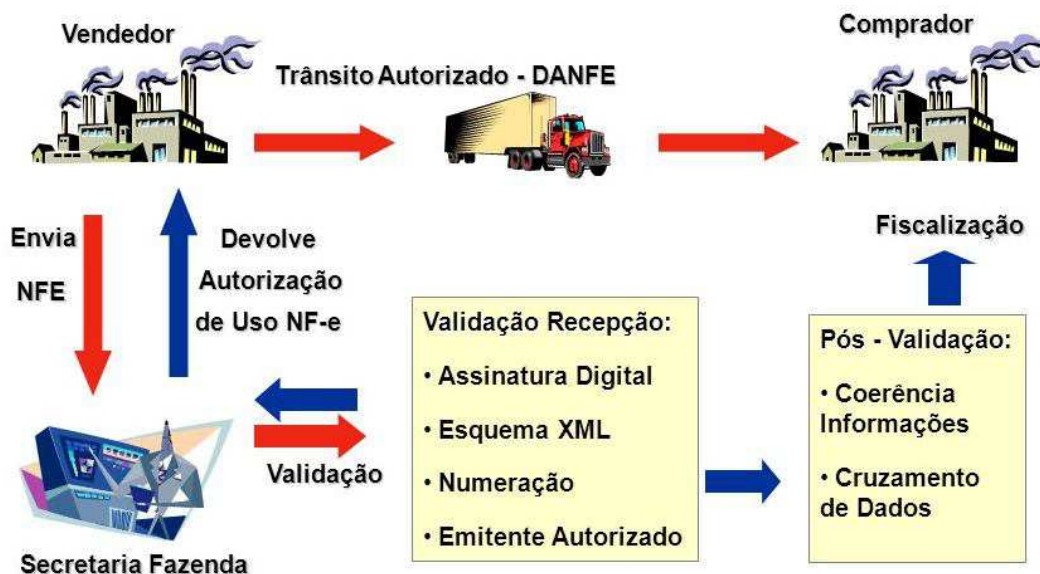 Vendedor
Comprador
Trânsito Autorizado - DANFE
Envia
NFE
Devolve
Autorização
de Uso NF-e
Fiscalização
Validação Recepção:
• Assinatura Digital
• Esquema XML
• Numeração
• Emitente Autorizado
Pós - Validação:
• Coerência
Informações
• Cruzamento
de Dados
Validação
Secretaria Fazenda